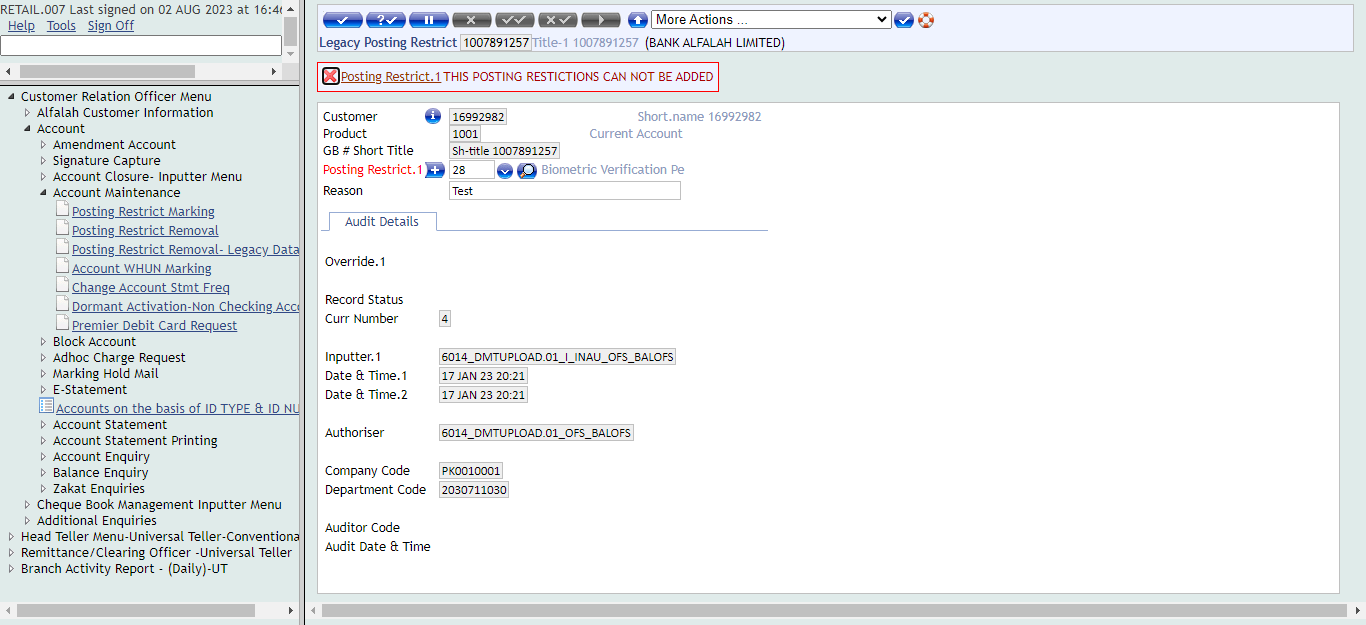 RETAIL.007 Last signed on 02 AUG 2023 at 16:46
Help Tools Sign Off
Customer Relation Officer Menu
Alfalah Customer Information
Account
Amendment Account
Signature Capture
Account Closure- Inputter Menu
Account Maintenance
Posting Restrict Marking
Posting Restrict Removal
Posting Restrict Removal- Legacy Data
Account WHUN Marking
Change Account Stmt Freq
Dormant Activation-Non Checking Acco
Premier Debit Card Request
Block Account
Adhoc Charge Request
Marking Hold Mail
E-Statement
Accounts on the basis of ID TYPE & ID NU
Account Statement
Account Statement Printing
Account Enquiry
Balance Enquiry
Zakat Enquiries
Cheque Book Management Inputter Menu
Additional Enquiries
Head Teller Menu-Universal Teller-Conventiona
Remittance/Clearing Officer -Universal Teller
Branch Activity Report - (Daily)-UT
More Actions ...
Legacy Posting Restrict 1007891257 Title-1 1007891257 (BANK ALFALAH LIMITED)
Posting Restrict.1 THIS POSTING RESTICTIONS CAN NOT BE ADDED
Customer 16992982 Short.name 16992982
Product 1001 Current Account
GB # Short Title Sh-title 1007891257
Posting Restrict.1 28 Biometric Verification Pe
Reason Test
Audit Details
Override.1
Record Status
Curr Number 4
Inputter.1 6014_DMTUPLOAD.01_I_INAU_OFS_BALOFS
Date & Time.1 17 JAN 23 20:21
Date & Time.2 17 JAN 23 20:21
Authoriser 6014_DMTUPLOAD.01_OFS_BALOFS
Company Code PK0010001
Department Code 2030711030
Auditor Code
Audit Date & Time